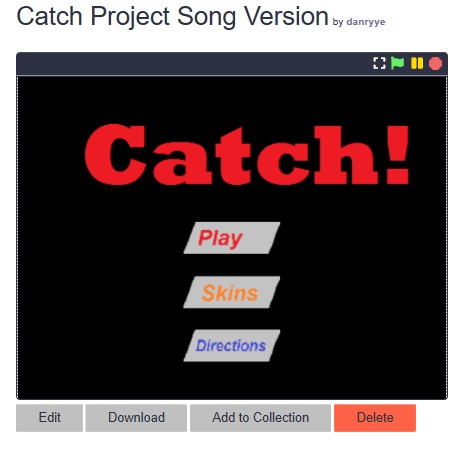 Catch Project Song Version by danryye
Catch!
Play
Skins
Directions
Edit Download Add to Collection Delete